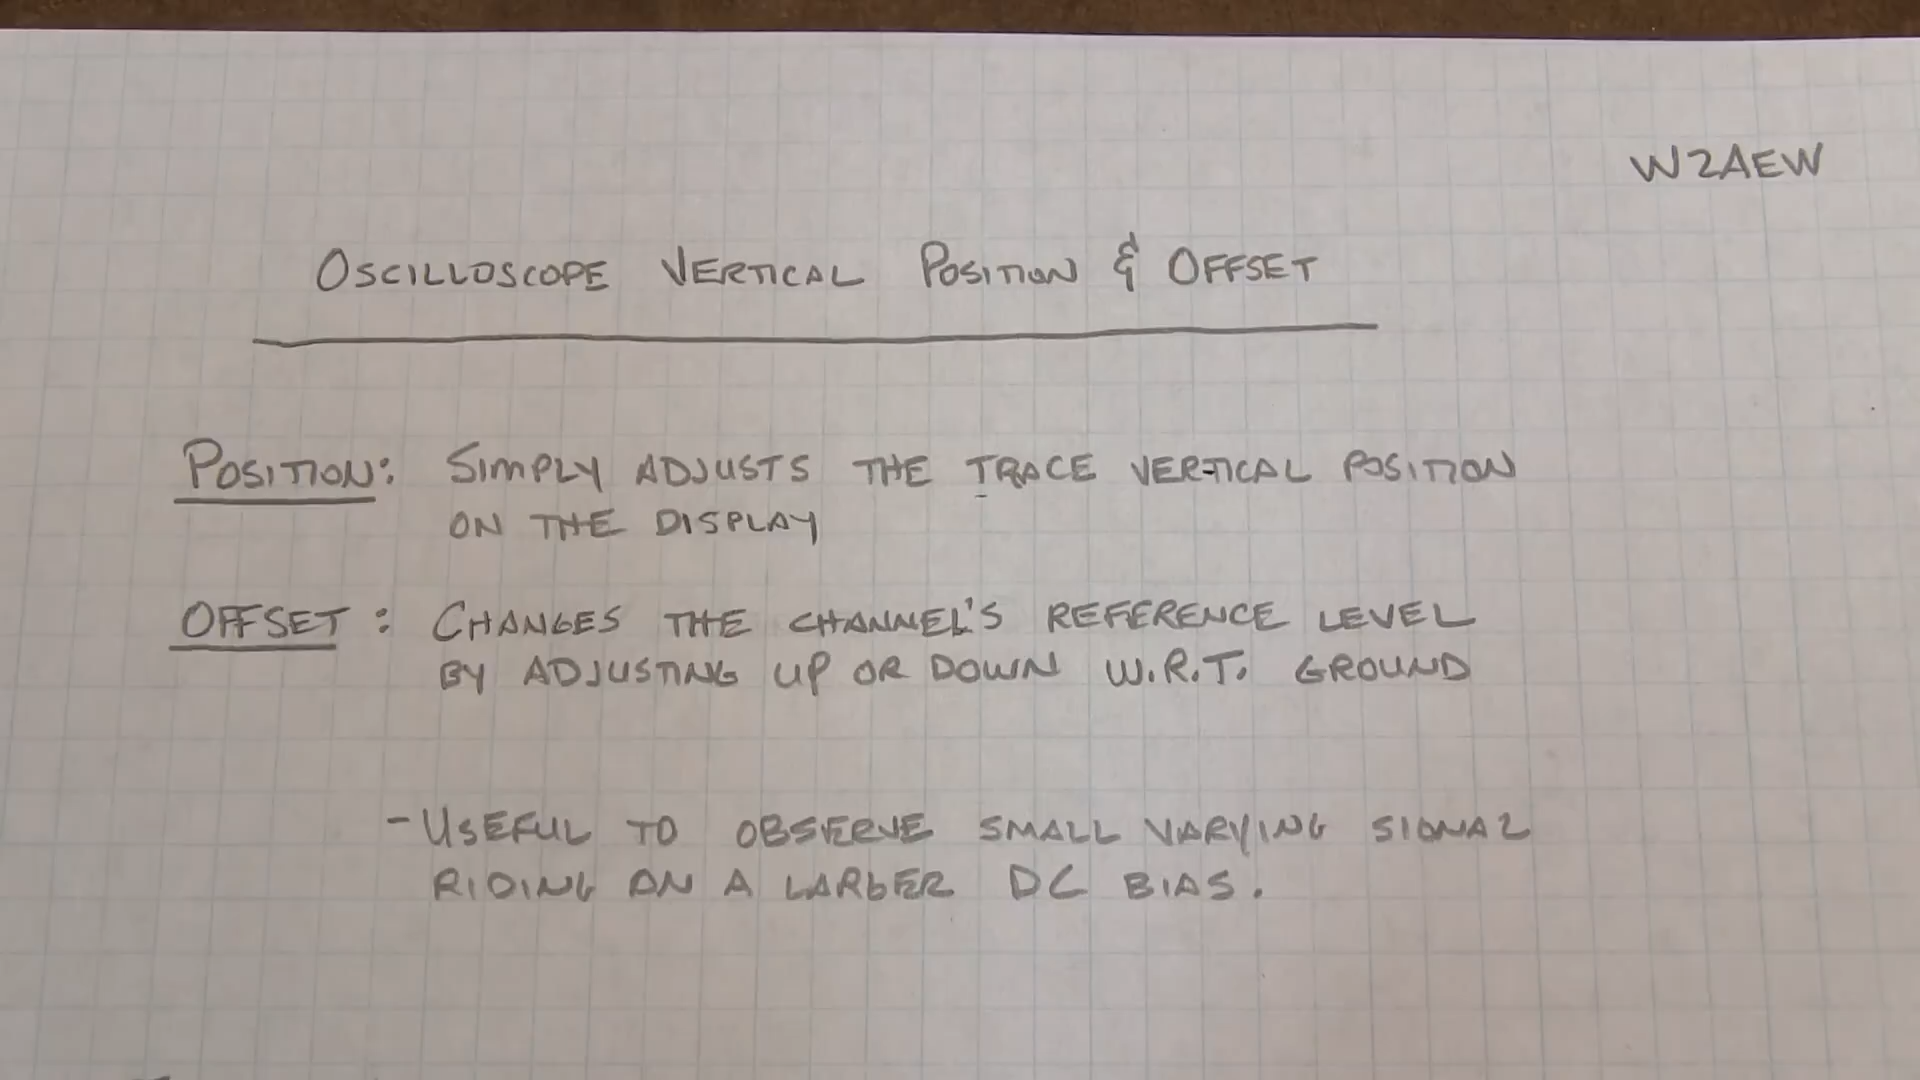 W2AEW
OSCILLOSCOPE VERTICAL POSITION & OFFSET
POSITION: SIMPLY ADJUSTS THE TRACE VERTICAL POSITION
ON THE DISPLAY
OFFSET: CHANGES THE CHANNEL'S REFERENCE LEVEL
BY ADJUSTING UP OR DOWN W.R.T. GROUND
- USEFUL TO OBSERVE SMALL VARYING SIGNAL
RIDING ON A LARGER DC BIAS.